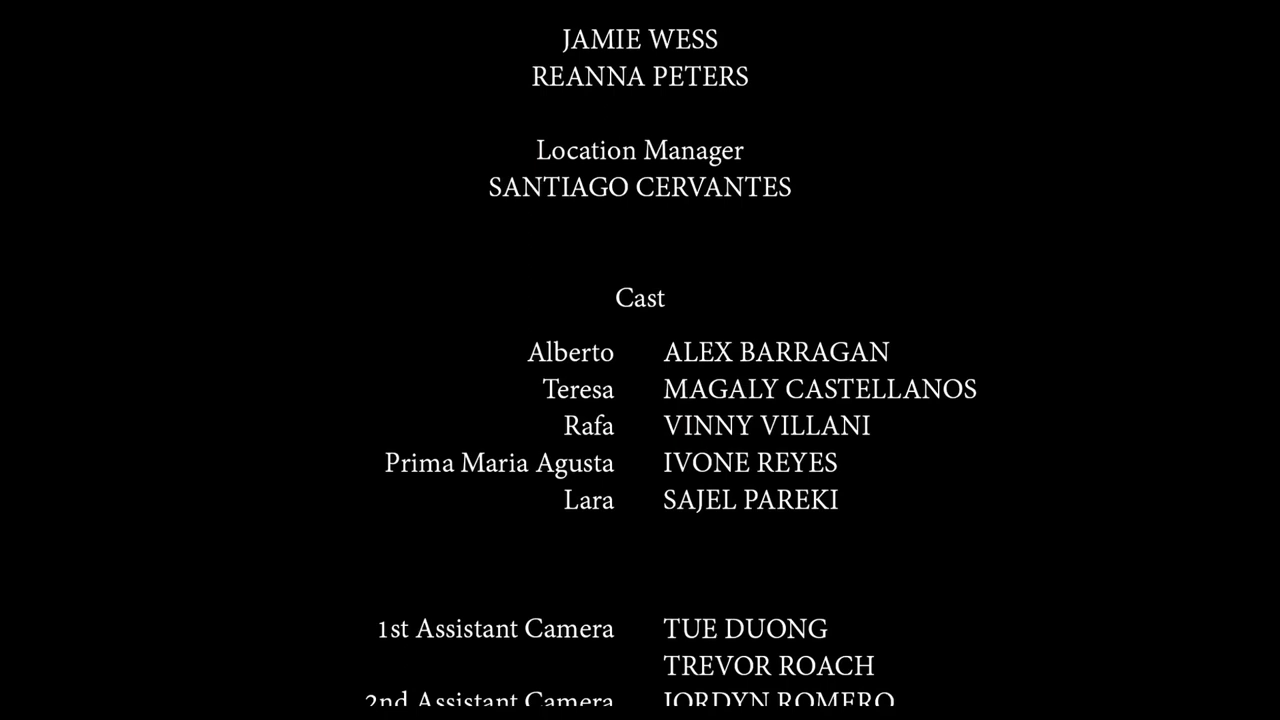 JAMIE WESS
REANNA PETERS
Location Manager
SANTIAGO CERVANTES
Cast
Alberto ALEX BARRAGAN
Teresa MAGALY CASTELLANOS
Rafa VINNY VILLANI
Prima Maria Agusta IVONE REYES
Lara SAJEL PAREKI
1st Assistant Camera TUE DUONG
TREVOR ROACH
2nd Assistant Camera JORDYN ROMERO